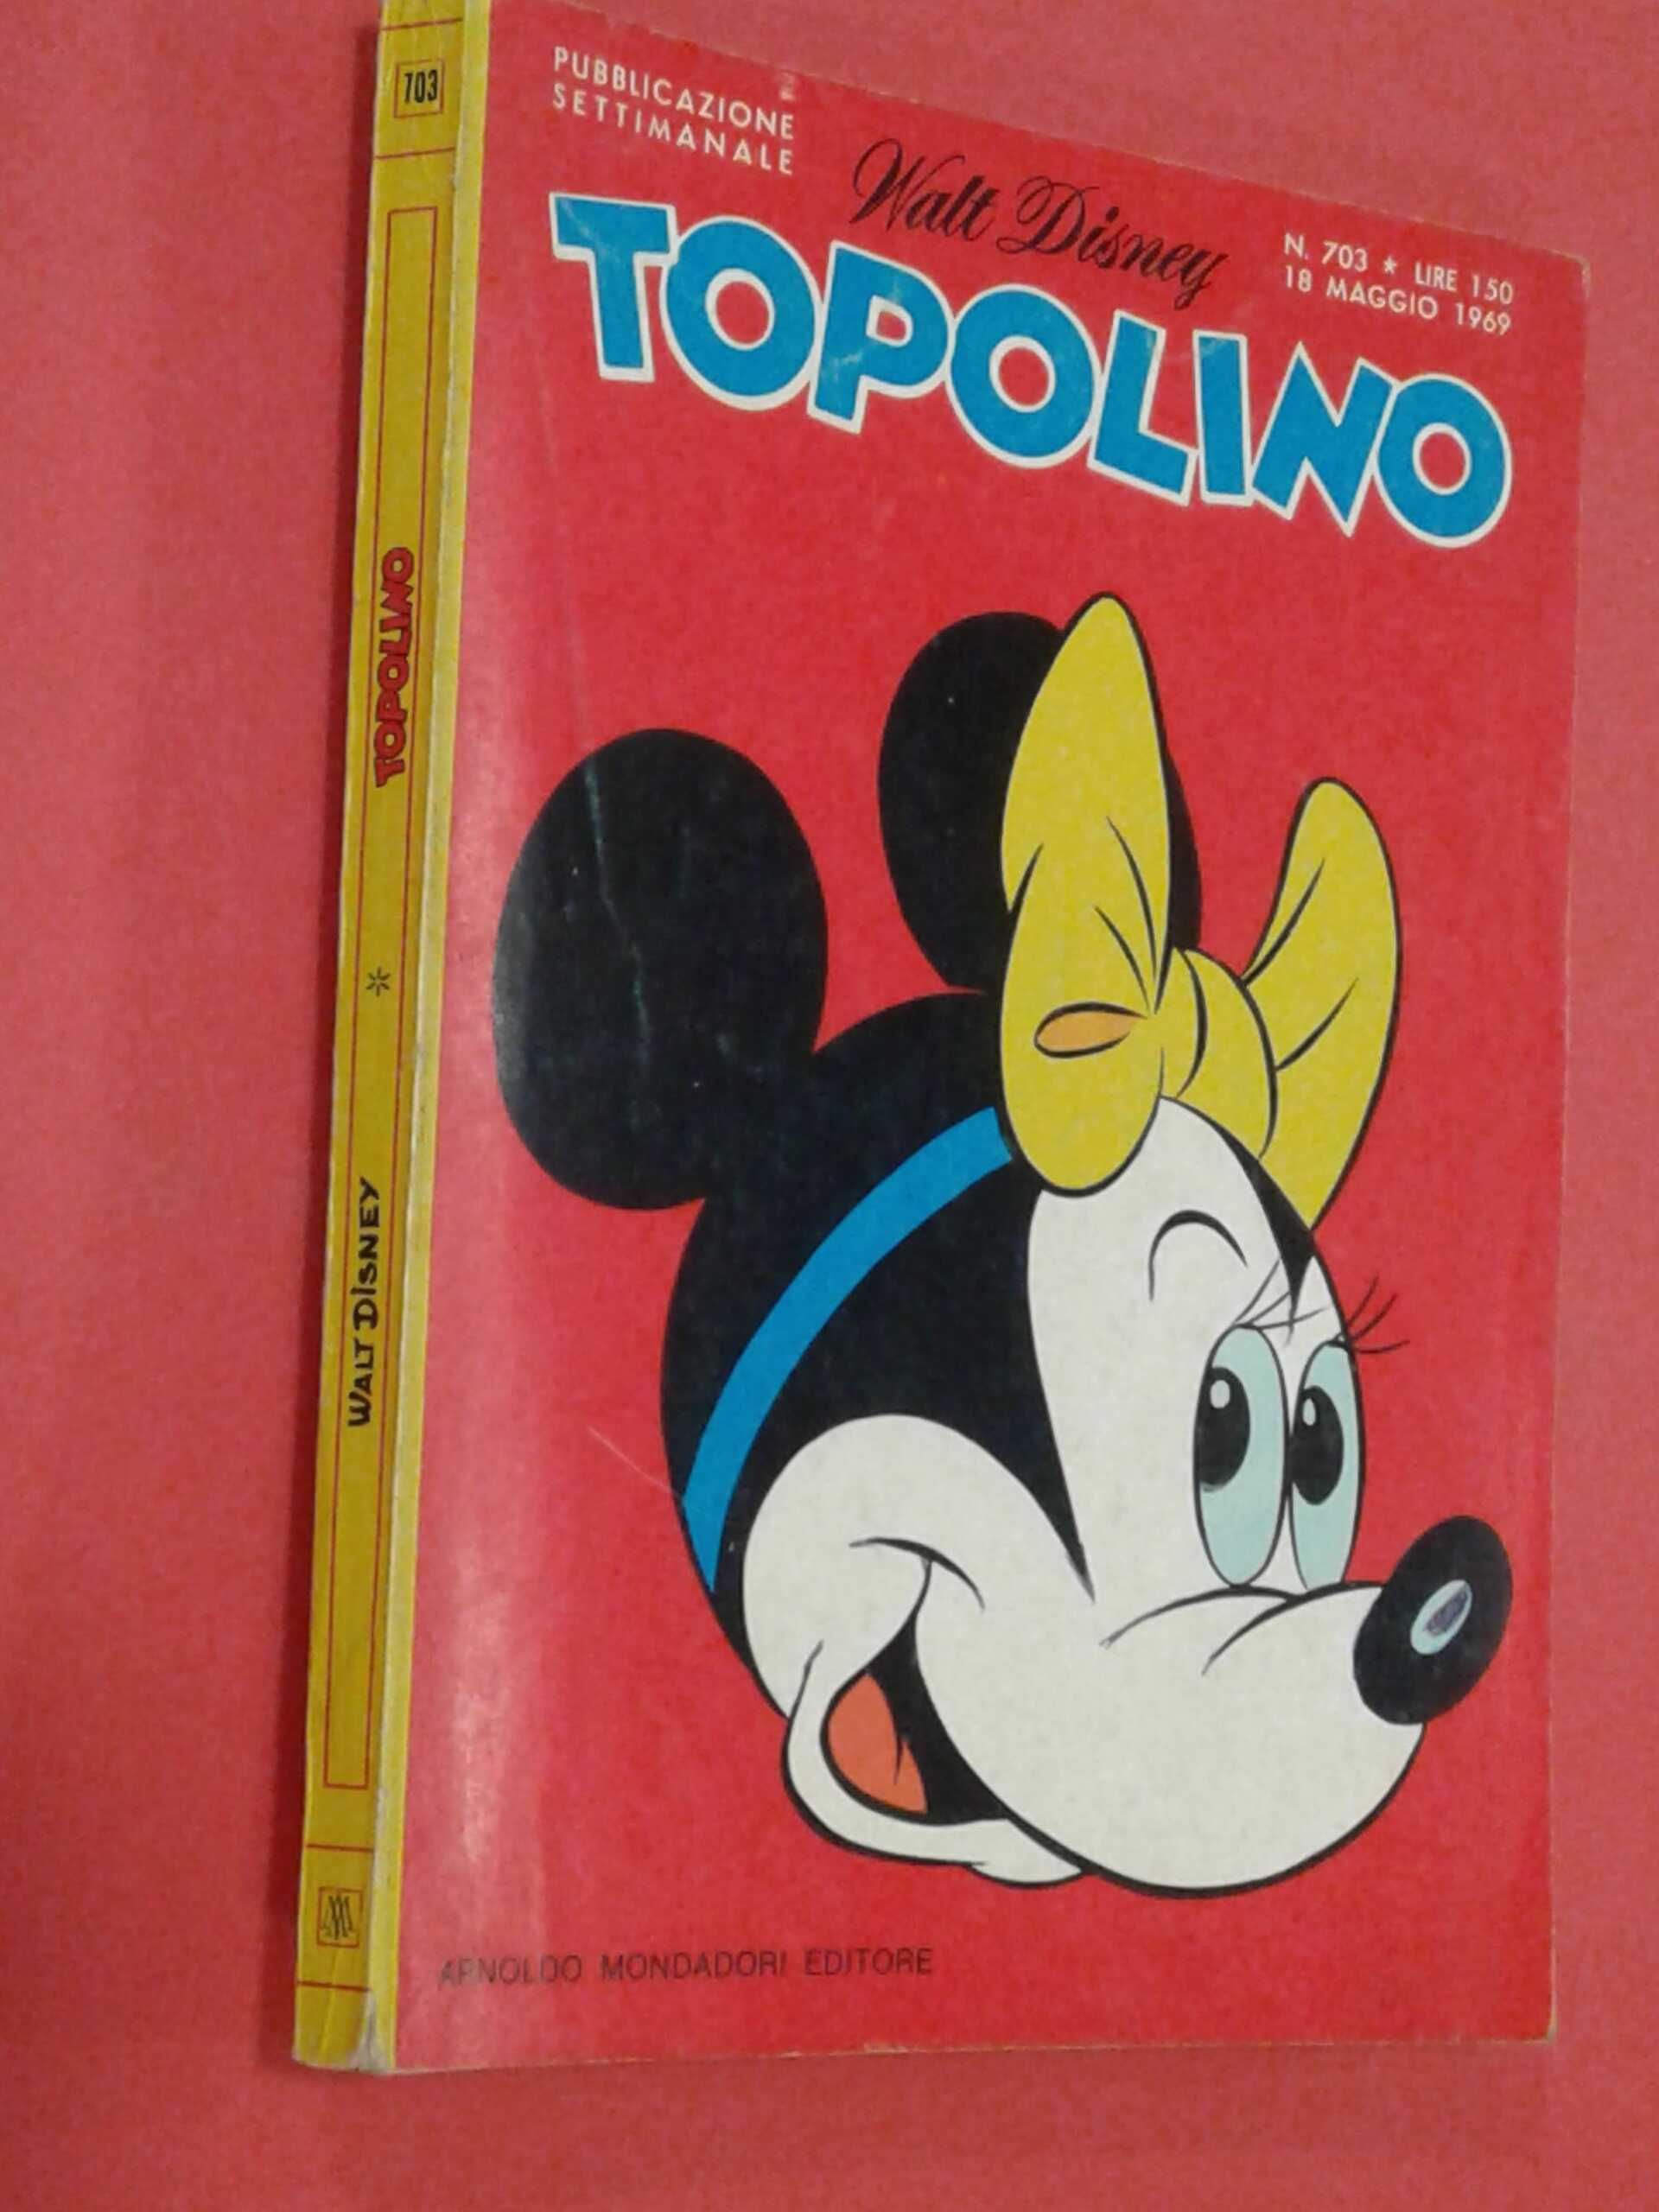 703
TOPOLINO
*
WALT DISNEY
PUBBLICAZIONE
SETTIMANALE
Walt Disney
N. 703 * LIRE 150
18 MAGGIO 1969
TOPOLINO
ARNOLDO MONDADORI EDITORE